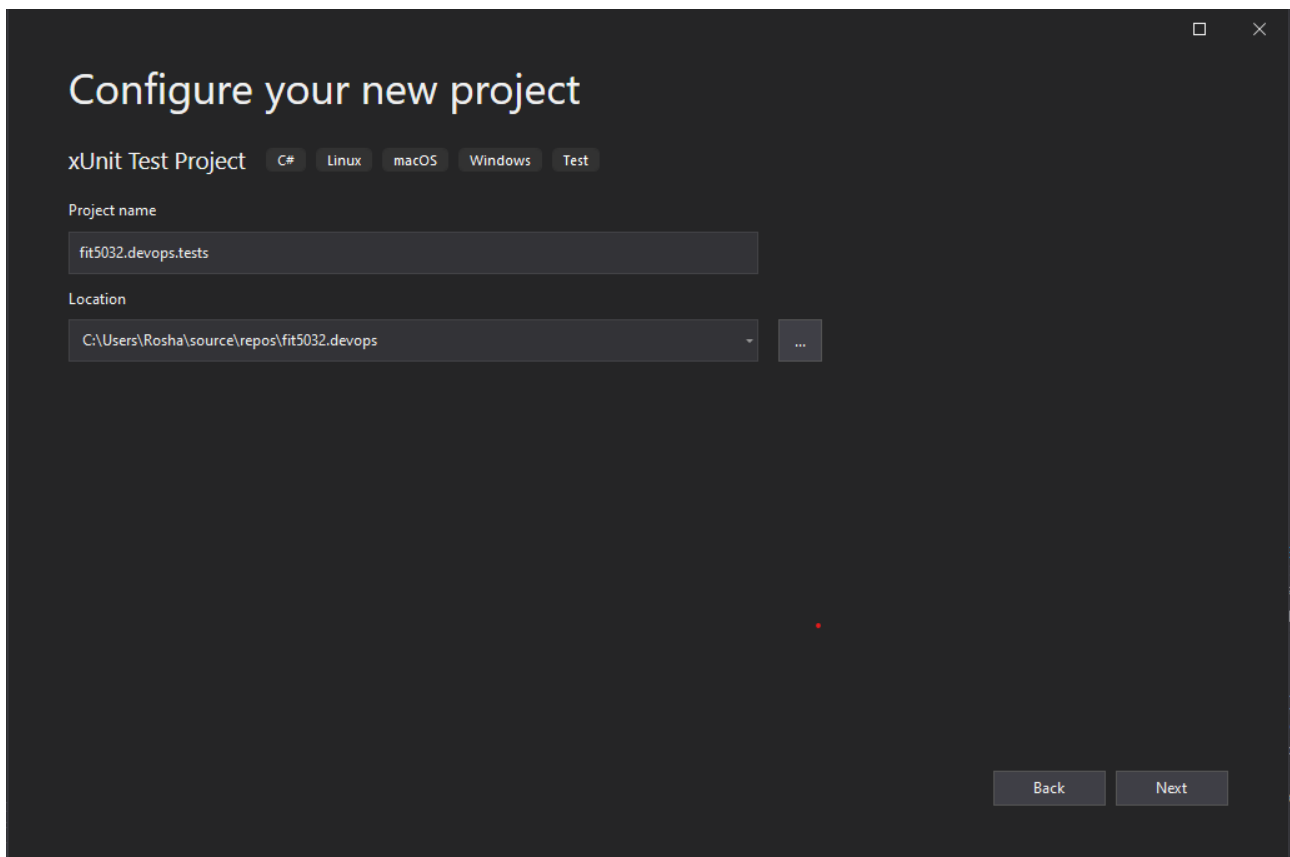 Configure your new project
xUnit Test Project C# Linux macOS Windows Test
Project name
fit5032.devops.tests
Location
C:\Users\Rosha\source\repos\fit5032.devops
...
Back Next